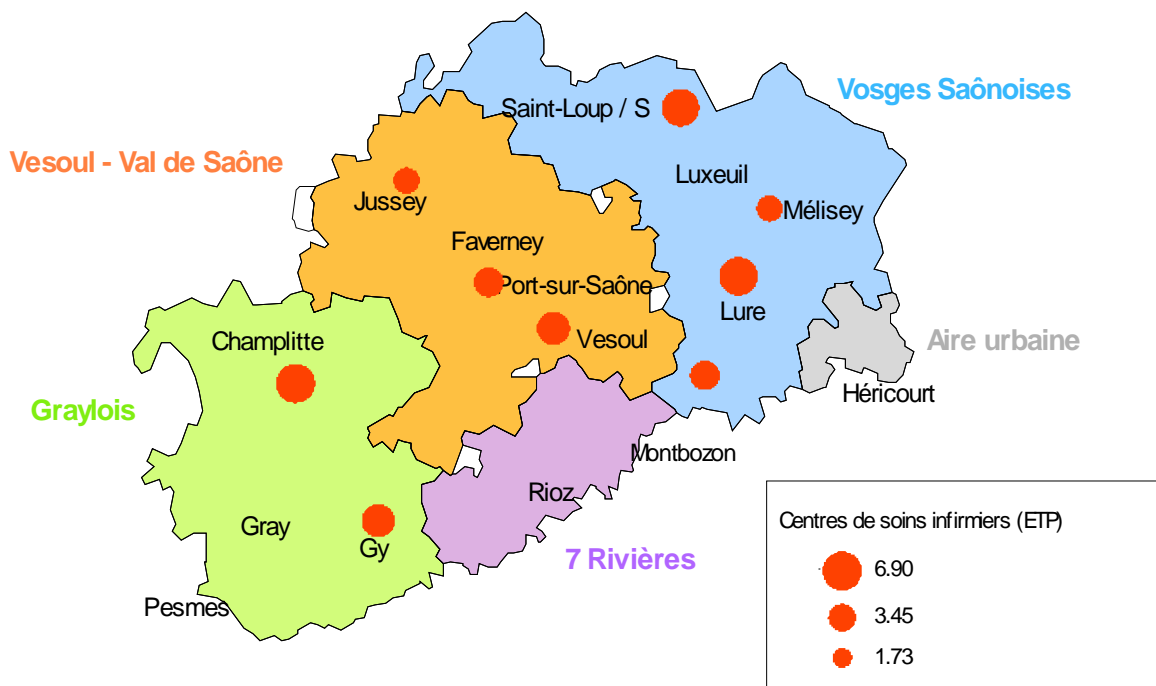 Vosges Saônoises
Saint-Loup / S
Vesoul - Val de Saône
Luxeuil
Jussey
Mélisey
Faverney
Port-sur-Saône
Lure
Champlitte
Vesoul
Aire urbaine
Héricourt
Graylois
Montbozon
Rioz
Gray
Gy
7 Rivières
Pesmes
Centres de soins infirmiers (ETP)
6.90
3.45
1.73